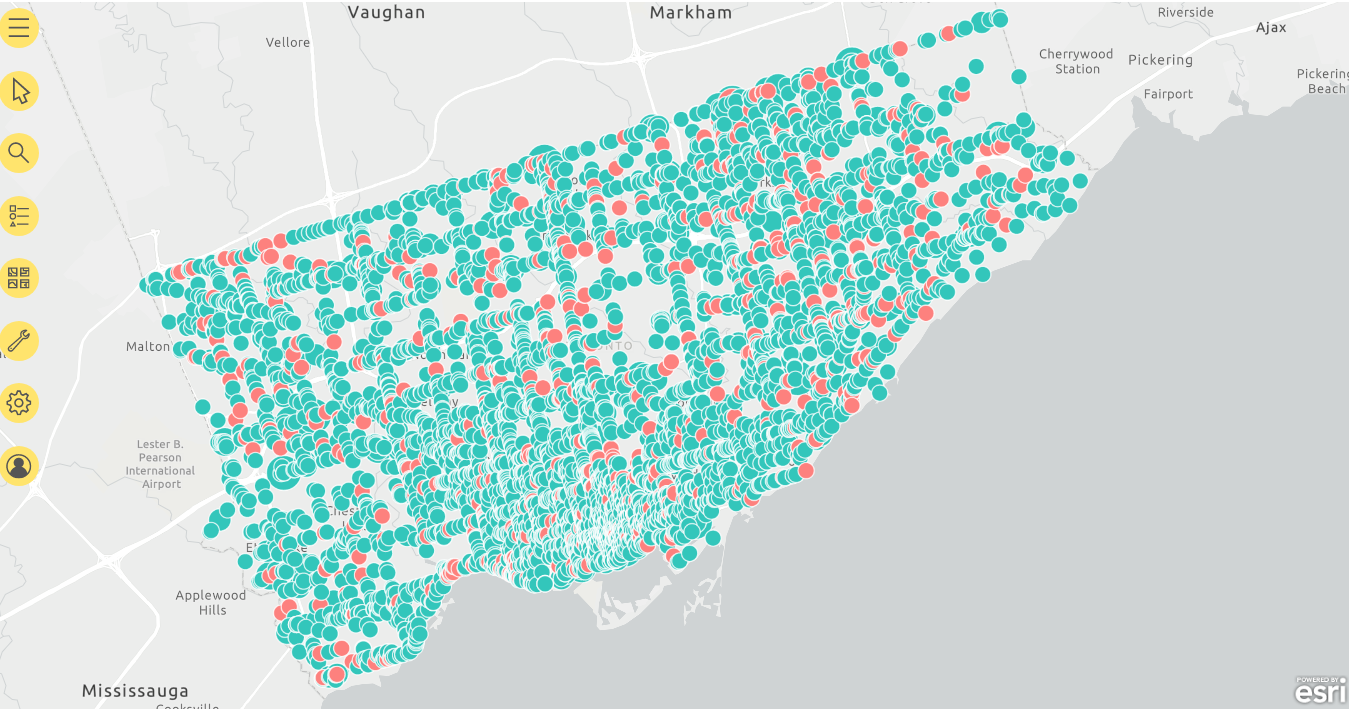 Vaughan
Markham
Riverside
Ajax
Vellore
Cherrywood
Station
Pickering
Pickering
Beach
Fairport
Malton
Lester B.
Pearson
International
Airport
Applewood
Hills
Mississauga
POWERED BY
esri